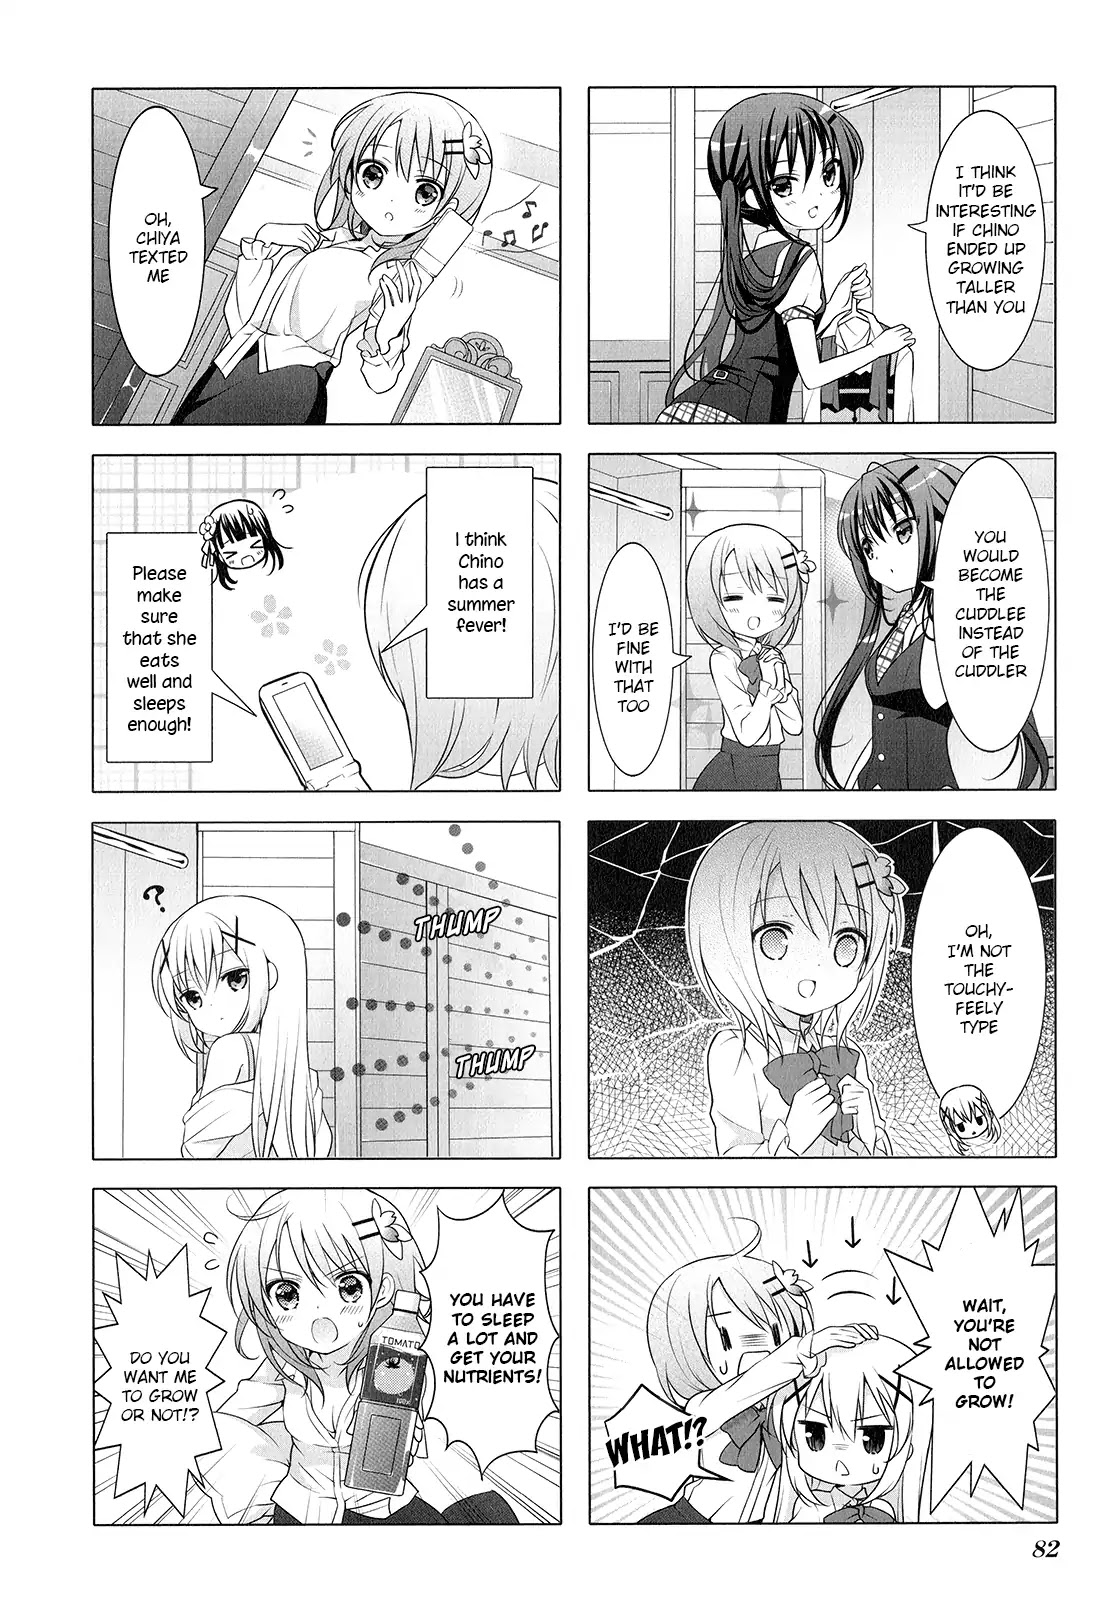 I THINK
IT'D BE
INTERESTING
IF CHINO
ENDED UP
GROWING
TALLER
THAN YOU
YOU
WOULD
BECOME
THE
CUDDLEE
INSTEAD
OF THE
CUDDLER
I'D BE
FINE
WITH
THAT
TOO
OH,
I'M NOT
THE
TOUCHY-
FEELY
TYPE
WAIT,
YOU'RE
NOT
ALLOWED
TO
GROW!
WHAT!?
OH,
CHIYA
TEXTED
ME
I think
Chino
has a
summer
fever!
Please
make
sure
that she
eats
well and
sleeps
enough!
?
THUMP
THUMP
YOU HAVE
TO SLEEP
A LOT AND
GET YOUR
NUTRIENTS!
TOMATO
DO YOU
WANT ME
TO GROW
OR NOT!?
82